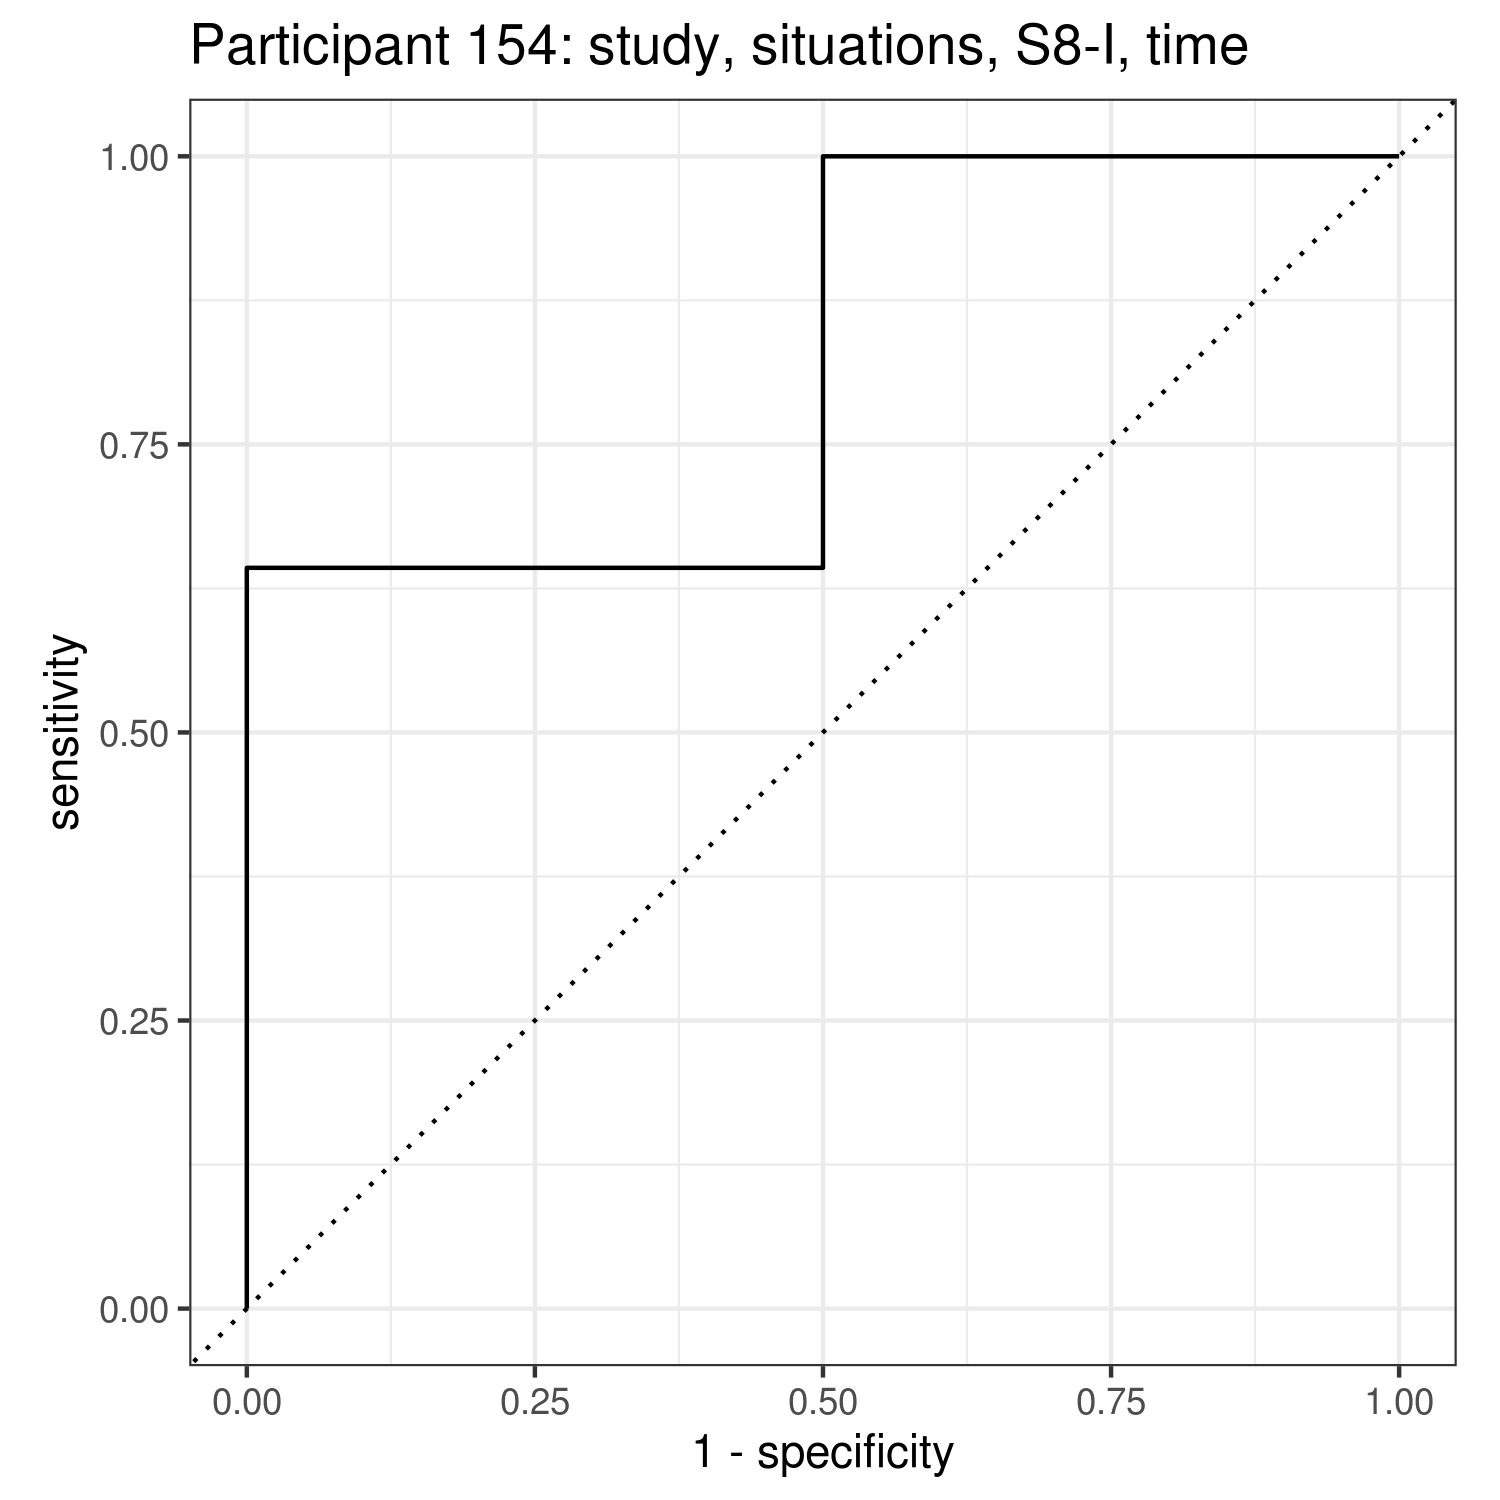 Participant 154: study, situations, S8-I, time
1.00
0.75
0.50
0.25
0.00
sensitivity
0.00 0.25 0.50 0.75 1.00
1 - specificity